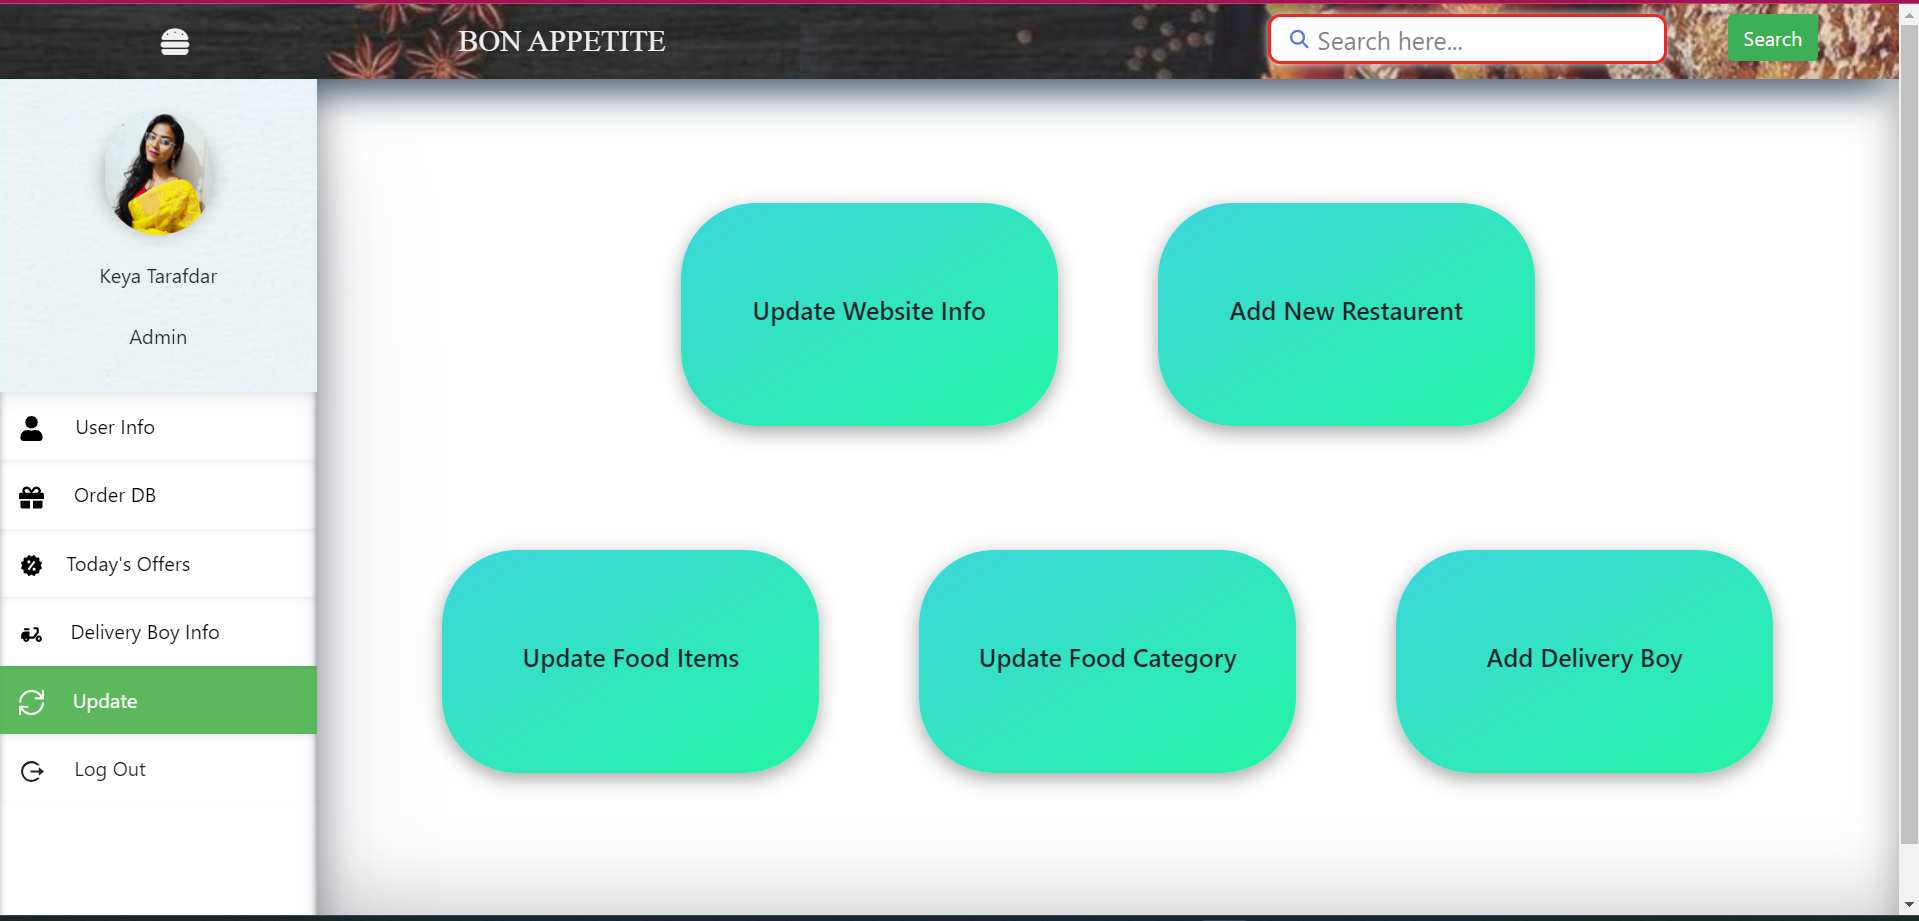 BON APPETITE
Search here...
Search
Keya Tarafdar
Admin
User Info
Order DB
Today's Offers
Delivery Boy Info
Update
Log Out
Update Website Info
Add New Restaurent
Update Food Items
Update Food Category
Add Delivery Boy